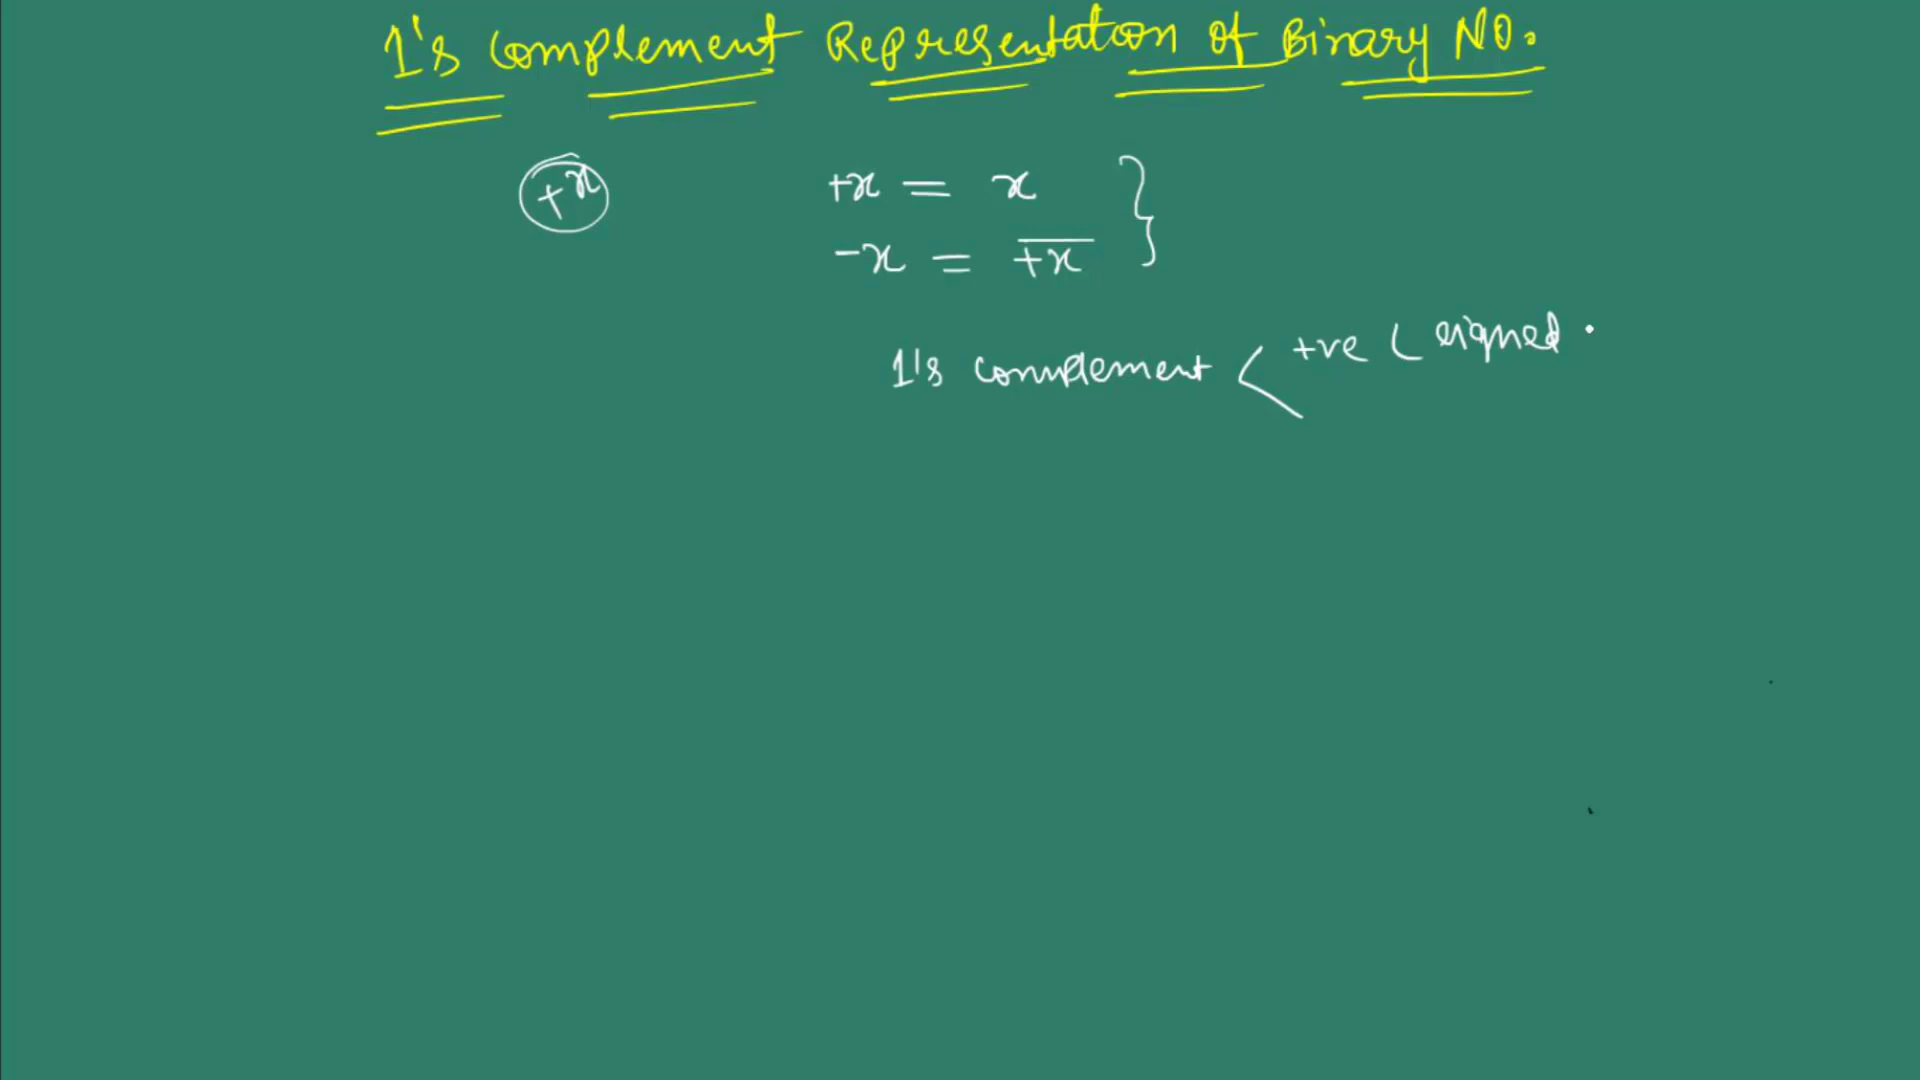 1's complement Representation of Binary NO.
+x
+x = x
-x = +x̅
1's complement < +ve ( signed .